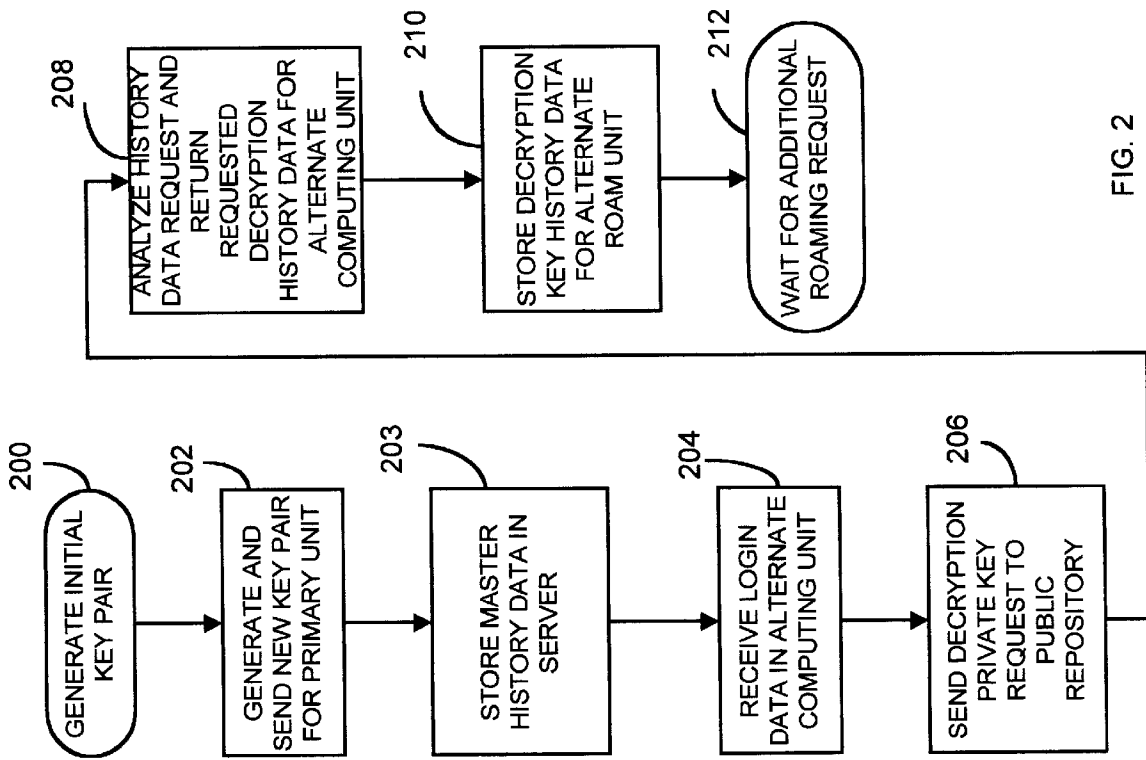 200
GENERATE INITIAL
KEY PAIR
202
GENERATE AND
SEND NEW KEY PAIR
FOR PRIMARY UNIT
203
STORE MASTER
HISTORY DATA IN
SERVER
204
RECEIVE LOGIN
DATA IN ALTERNATE
COMPUTING UNIT
206
SEND DECRYPTION
PRIVATE KEY
REQUEST TO
PUBLIC
REPOSITORY
208
ANALYZE HISTORY
DATA REQUEST AND
RETURN
REQUESTED
DECRYPTION
HISTORY DATA FOR
ALTERNATE
COMPUTING UNIT
210
STORE DECRYPTION
KEY HISTORY DATA
FOR ALTERNATE
ROAM UNIT
212
WAIT FOR ADDITIONAL
ROAMING REQUEST
FIG. 2